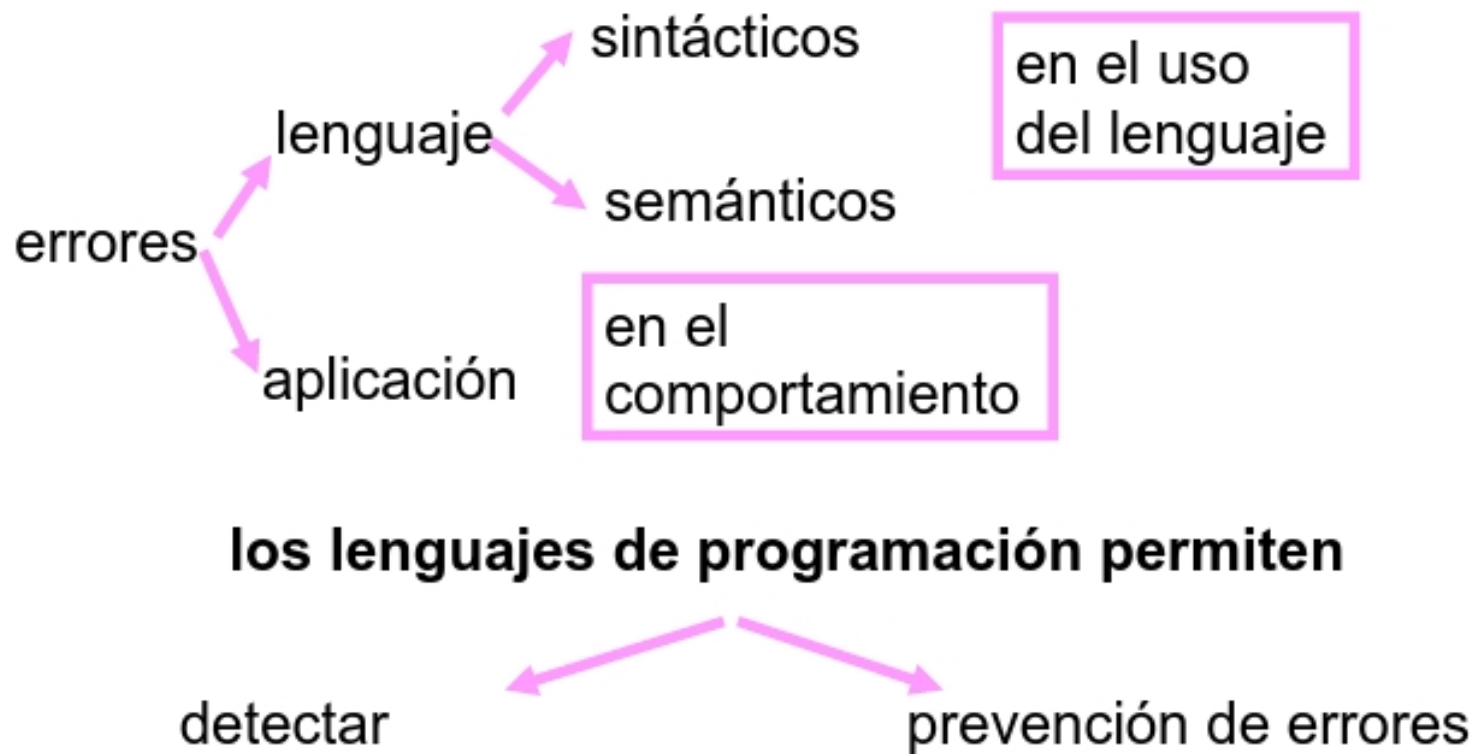 sintácticos
en el uso
del lenguaje
lenguaje
semánticos
errores
en el
comportamiento
aplicación
los lenguajes de programación permiten
detectar
prevención de errores